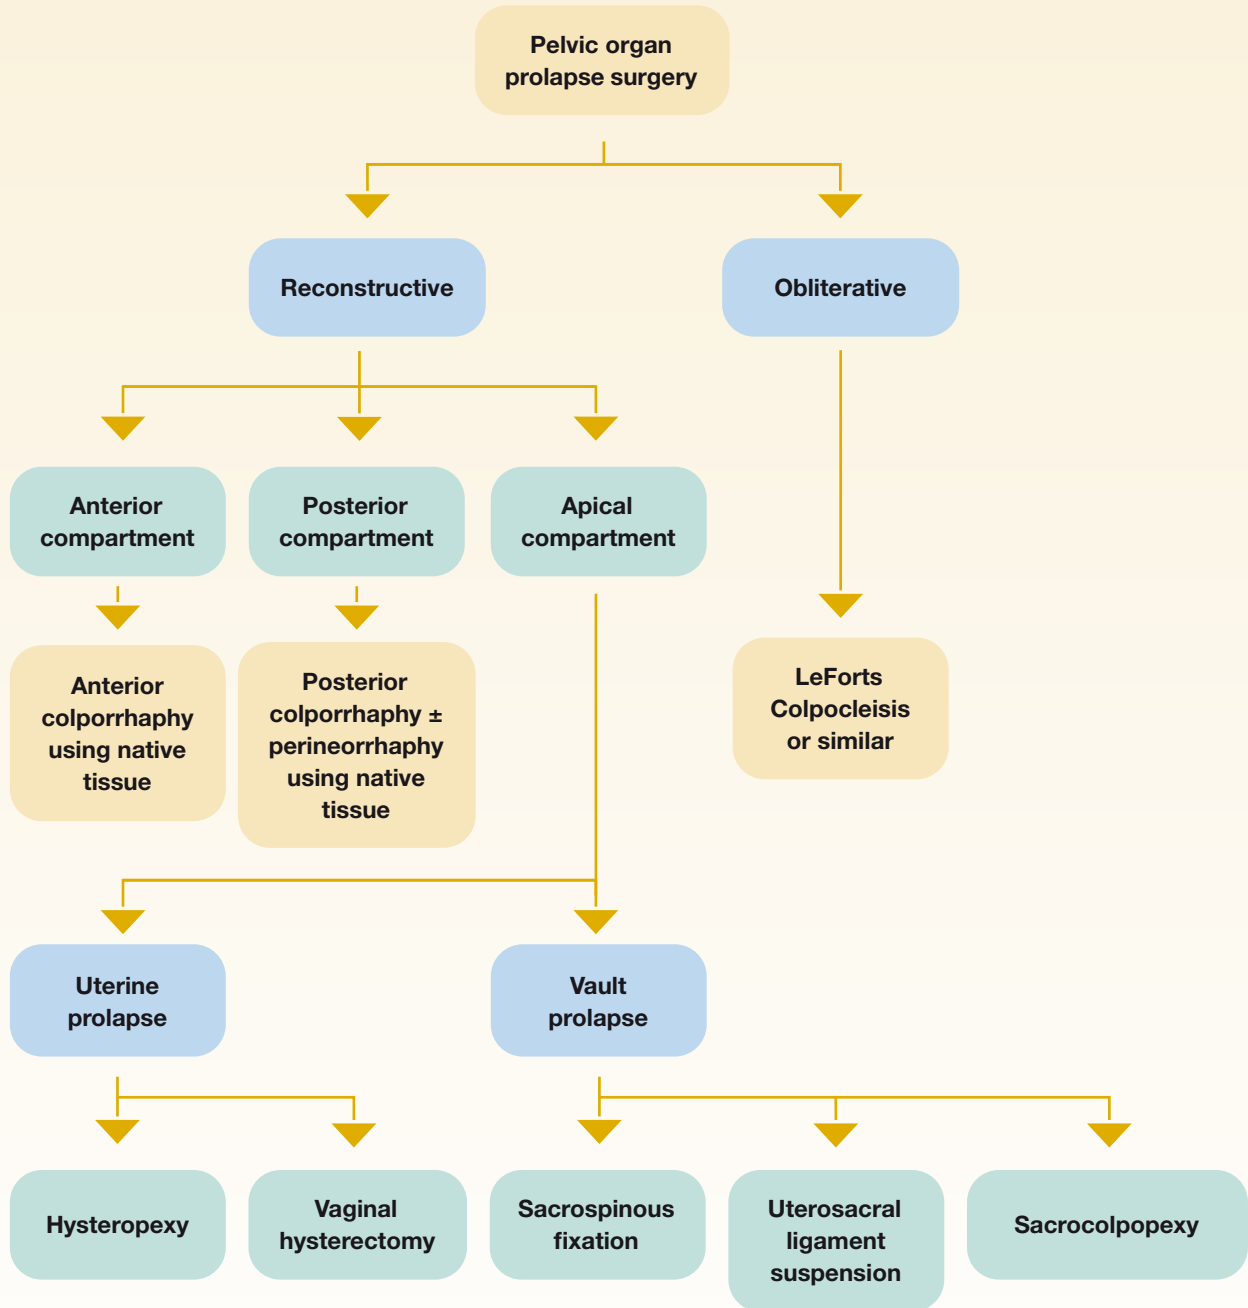 Pelvic organ
prolapse surgery
Reconstructive
Obliterative
Anterior
compartment
Posterior
compartment
Apical
compartment
Anterior
colporrhaphy
using native
tissue
Posterior
colporrhaphy ±
perineorrhaphy
using native
tissue
LeForts
Colpocleisis
or similar
Uterine
prolapse
Vault
prolapse
Hysteropexy
Vaginal
hysterectomy
Sacrospinous
fixation
Uterosacral
ligament
suspension
Sacrocolpopexy